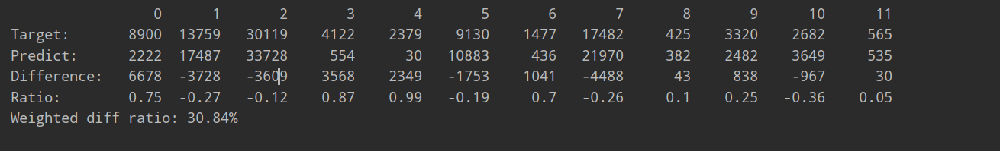 0 1 2 3 4 5 6 7 8 9 10 11
Target: 8900 13759 30119 4122 2379 9130 1477 17482 425 3320 2682 565
Predict: 2222 17487 33728 554 30 10883 436 21970 382 2482 3649 535
Difference: 6678 -3728 -3609 3568 2349 -1753 1041 -4488 43 838 -967 30
Ratio: 0.75 -0.27 -0.12 0.87 0.99 -0.19 0.7 -0.26 0.1 0.25 -0.36 0.05
Weighted diff ratio: 30.84%